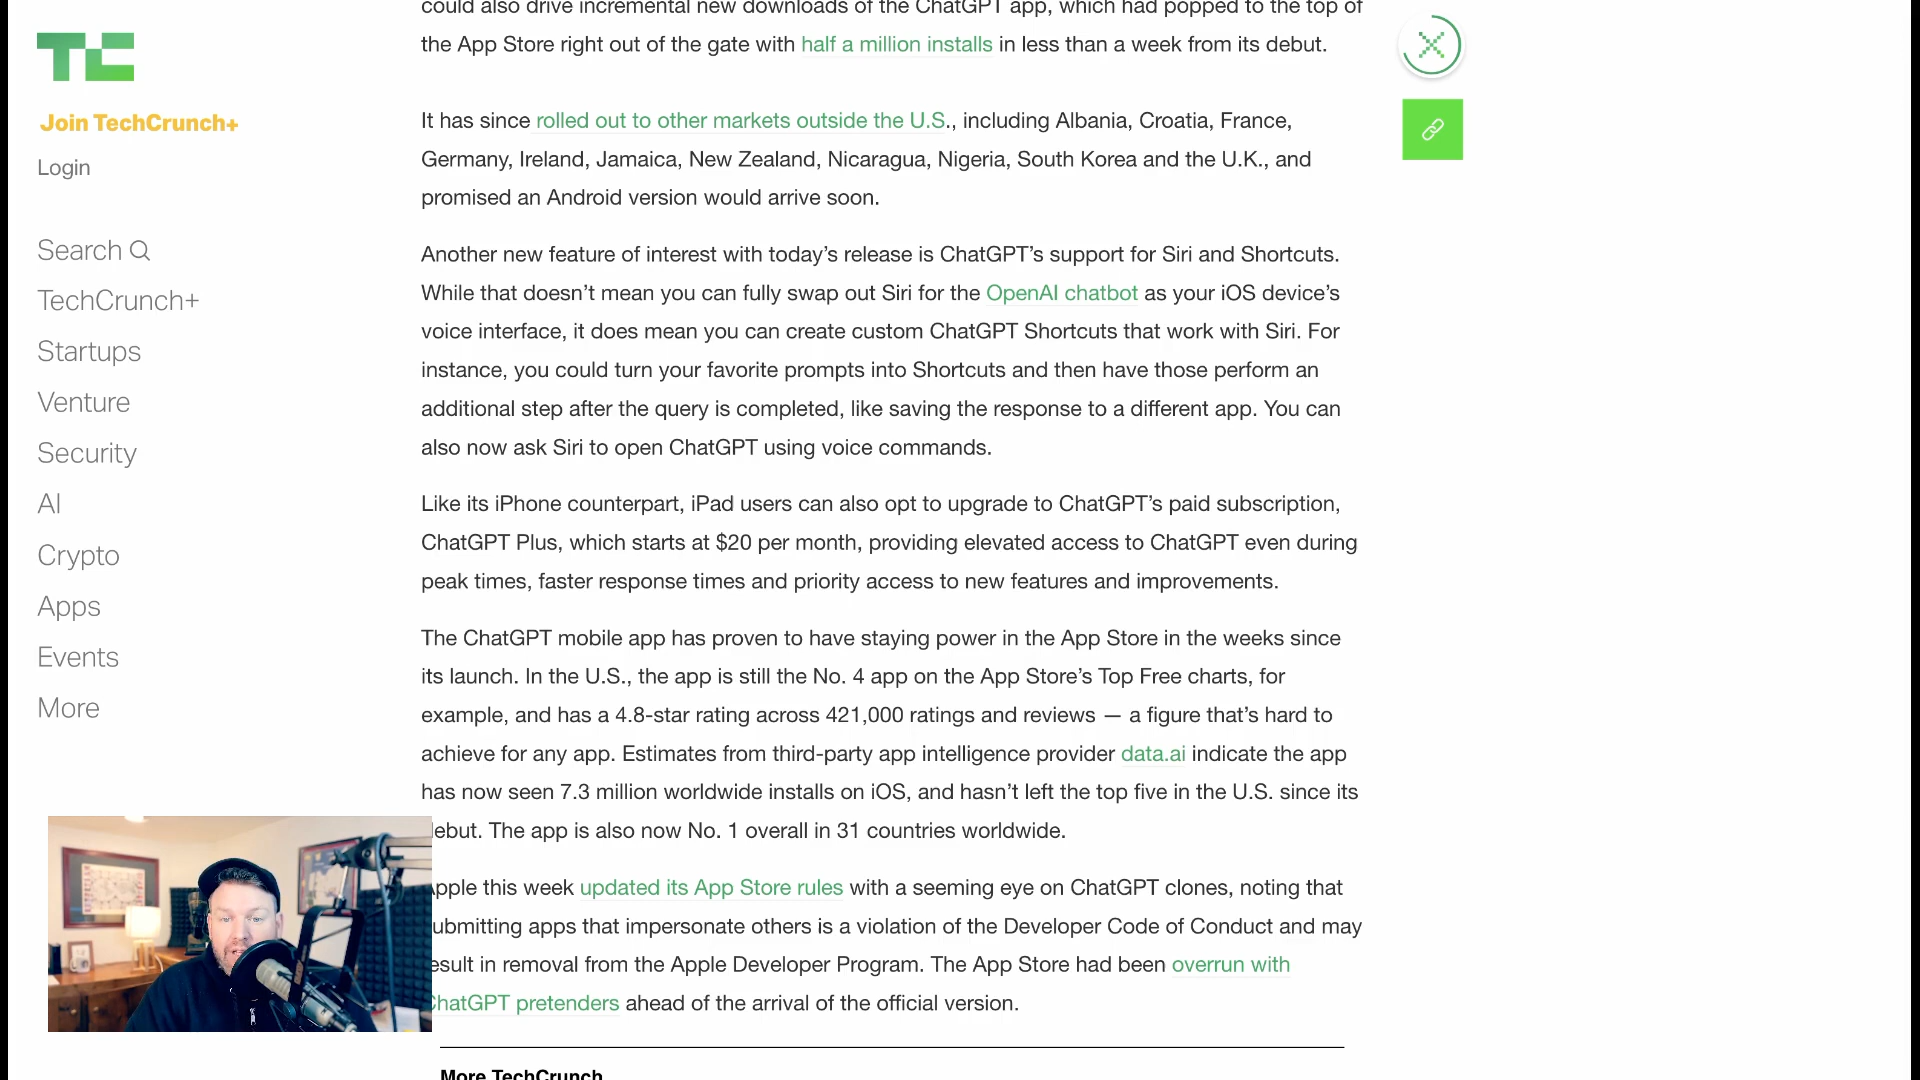 TC
Join TechCrunch+
Login
Search
TechCrunch+
Startups
Venture
Security
AI
Crypto
Apps
Events
More
could also drive incremental new downloads of the ChatGPT app, which had popped to the top of
the App Store right out of the gate with half a million installs in less than a week from its debut.
It has since rolled out to other markets outside the U.S., including Albania, Croatia, France,
Germany, Ireland, Jamaica, New Zealand, Nicaragua, Nigeria, South Korea and the U.K., and
promised an Android version would arrive soon.
Another new feature of interest with today’s release is ChatGPT’s support for Siri and Shortcuts.
While that doesn’t mean you can fully swap out Siri for the OpenAI chatbot as your iOS device’s
voice interface, it does mean you can create custom ChatGPT Shortcuts that work with Siri. For
instance, you could turn your favorite prompts into Shortcuts and then have those perform an
additional step after the query is completed, like saving the response to a different app. You can
also now ask Siri to open ChatGPT using voice commands.
Like its iPhone counterpart, iPad users can also opt to upgrade to ChatGPT’s paid subscription,
ChatGPT Plus, which starts at $20 per month, providing elevated access to ChatGPT even during
peak times, faster response times and priority access to new features and improvements.
The ChatGPT mobile app has proven to have staying power in the App Store in the weeks since
its launch. In the U.S., the app is still the No. 4 app on the App Store’s Top Free charts, for
example, and has a 4.8-star rating across 421,000 ratings and reviews — a figure that’s hard to
achieve for any app. Estimates from third-party app intelligence provider data.ai indicate the app
has now seen 7.3 million worldwide installs on iOS, and hasn’t left the top five in the U.S. since its
debut. The app is also now No. 1 overall in 31 countries worldwide.
Apple this week updated its App Store rules with a seeming eye on ChatGPT clones, noting that
submitting apps that impersonate others is a violation of the Developer Code of Conduct and may
result in removal from the Apple Developer Program. The App Store had been overrun with
ChatGPT pretenders ahead of the arrival of the official version.
More TechCrunch